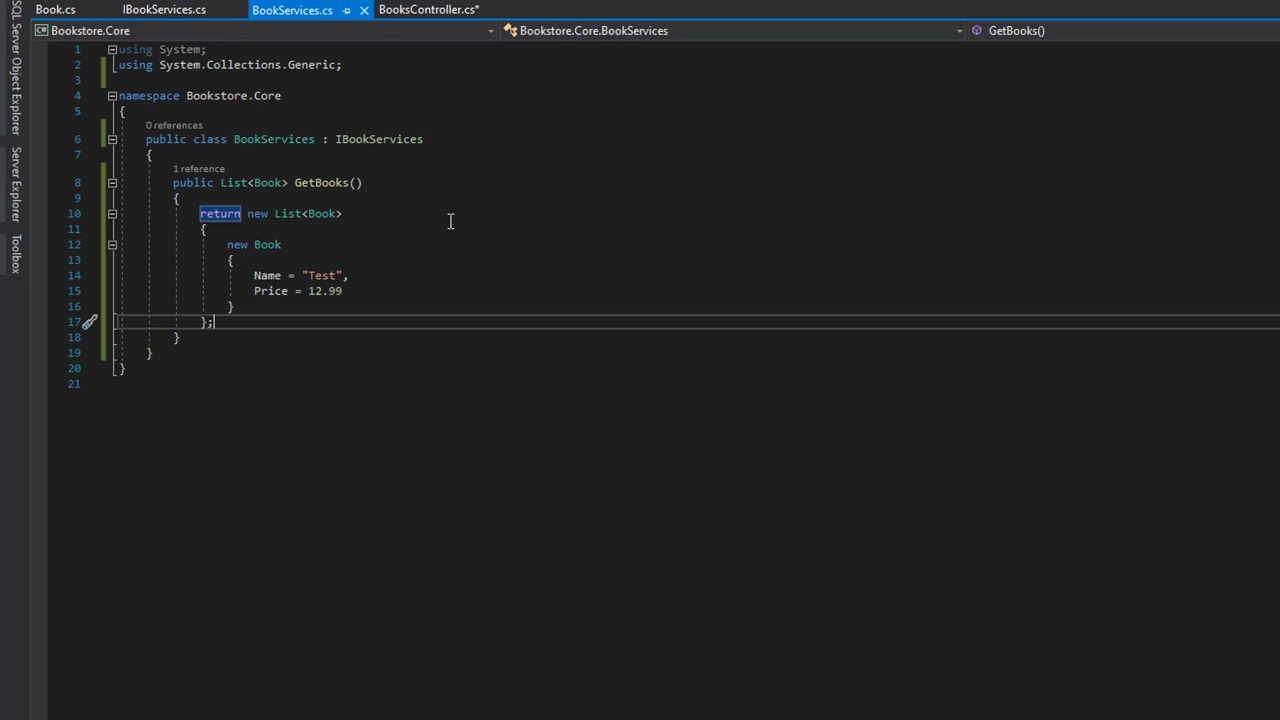 Book.cs IBookServices.cs BookServices.cs BooksController.cs*
Bookstore.Core Bookstore.Core.BookServices GetBooks()
SQL Server Object Explorer
Server Explorer
Toolbox
1 using System;
2 using System.Collections.Generic;
3
4 namespace Bookstore.Core
5 {
0 references
6 public class BookServices : IBookServices
7 {
1 reference
8 public List<Book> GetBooks()
9 {
10 return new List<Book>
11 {
12 new Book
13 {
14 Name = "Test",
15 Price = 12.99
16 }
17 };
18 }
19 }
20 }
21